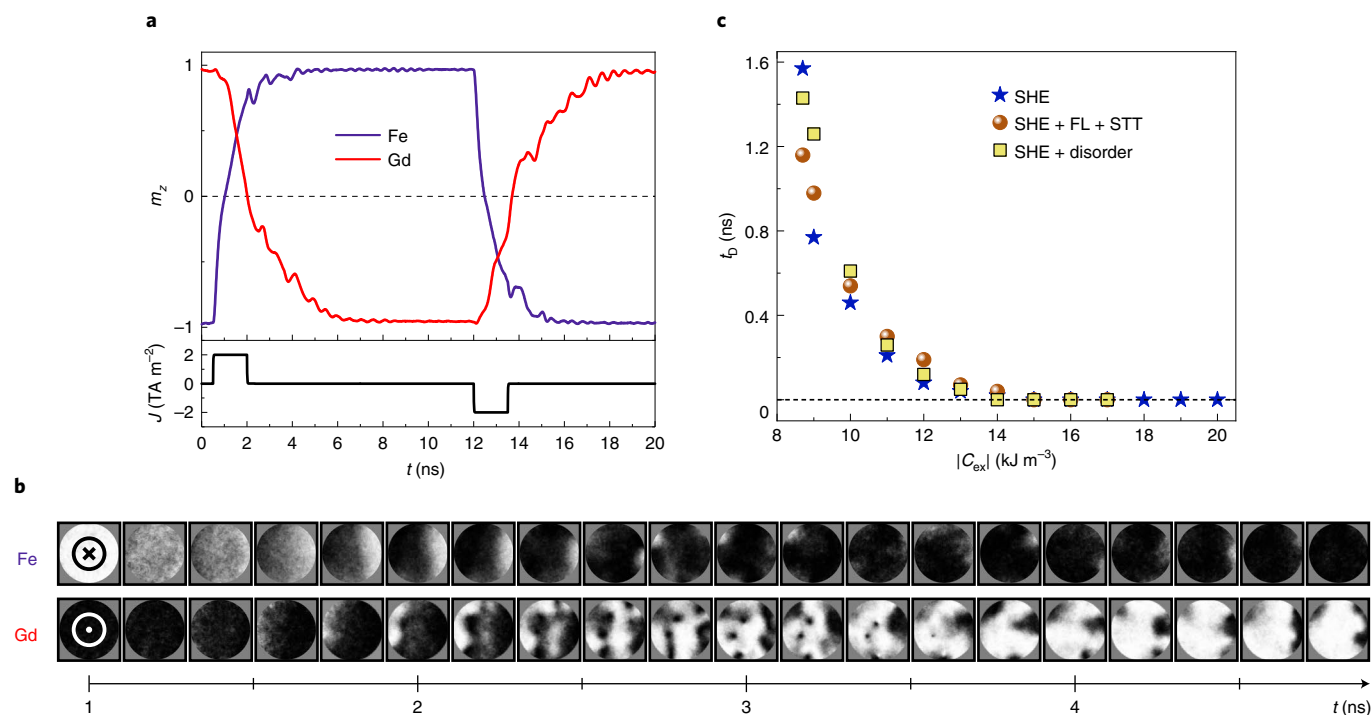 a
1
0
−1
m_z
Fe
Gd
2
0
−2
J (TA m⁻²)
0 2 4 6 8 10 12 14 16 18 20
t (ns)
c
1.6
1.2
0.8
0.4
0
t_D (ns)
SHE
SHE + FL + STT
SHE + disorder
8 10 12 14 16 18 20
|C_ex| (kJ m⁻³)
b
Fe
Gd
1 2 3 4 t (ns)